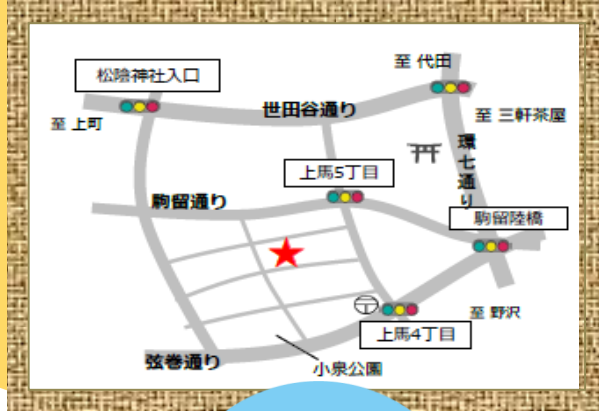 至 代田
松陰神社入口
世田谷通り
至 三軒茶屋
至 上町
環七通り
上馬5丁目
駒留通り
駒留陸橋
至 野沢
上馬4丁目
弦巻通り
小泉公園